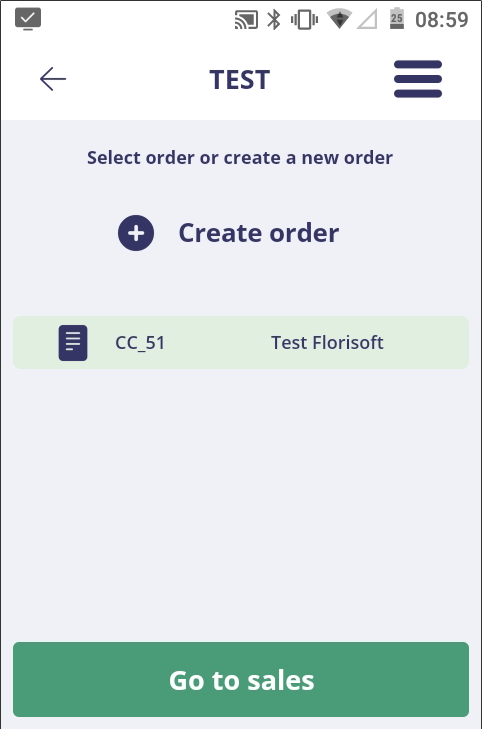 25 08:59
TEST
Select order or create a new order
Create order
CC_51 Test Florisoft
Go to sales